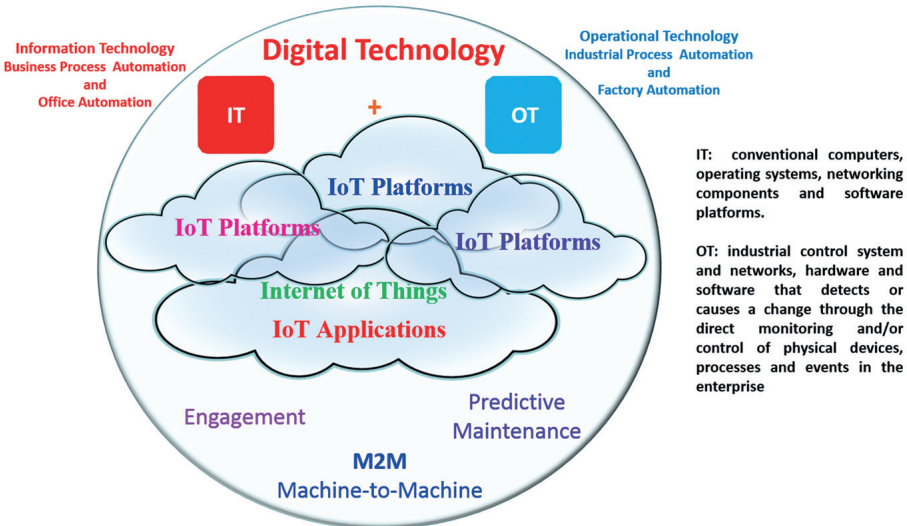 Digital Technology
Information Technology
Business Process Automation
and
Office Automation
Operational Technology
Industrial Process Automation
and
Factory Automation
IT
+
OT
IoT Platforms
IoT Platforms
IoT Platforms
Internet of Things
IoT Applications
Engagement
Predictive
Maintenance
M2M
Machine-to-Machine
IT: conventional computers,
operating systems, networking
components and software
platforms.
OT: industrial control system
and networks, hardware and
software that detects or
causes a change through the
direct monitoring and/or
control of physical devices,
processes and events in the
enterprise